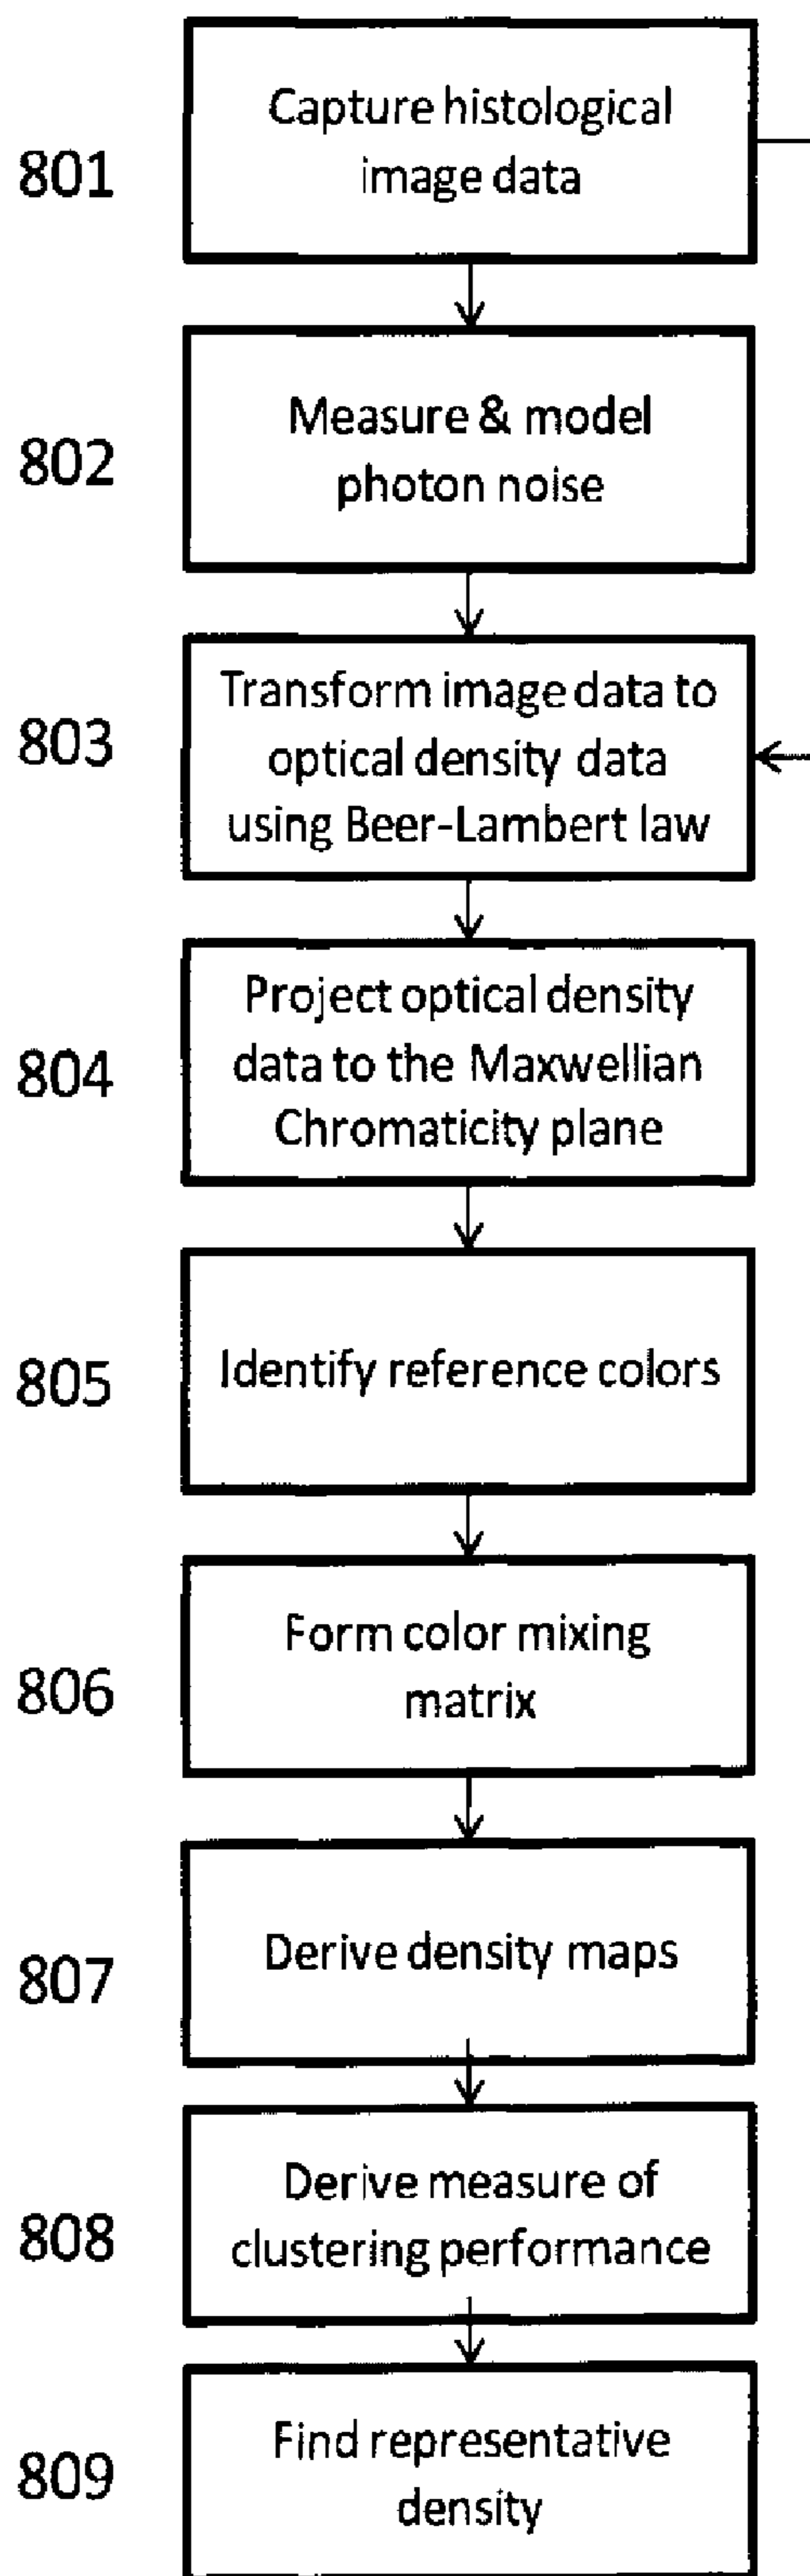 801
Capture histological
image data
802
Measure & model
photon noise
803
Transform image data to
optical density data
using Beer-Lambert law
804
Project optical density
data to the Maxwellian
Chromaticity plane
805
Identify reference colors
806
Form color mixing
matrix
807
Derive density maps
808
Derive measure of
clustering performance
809
Find representative
density